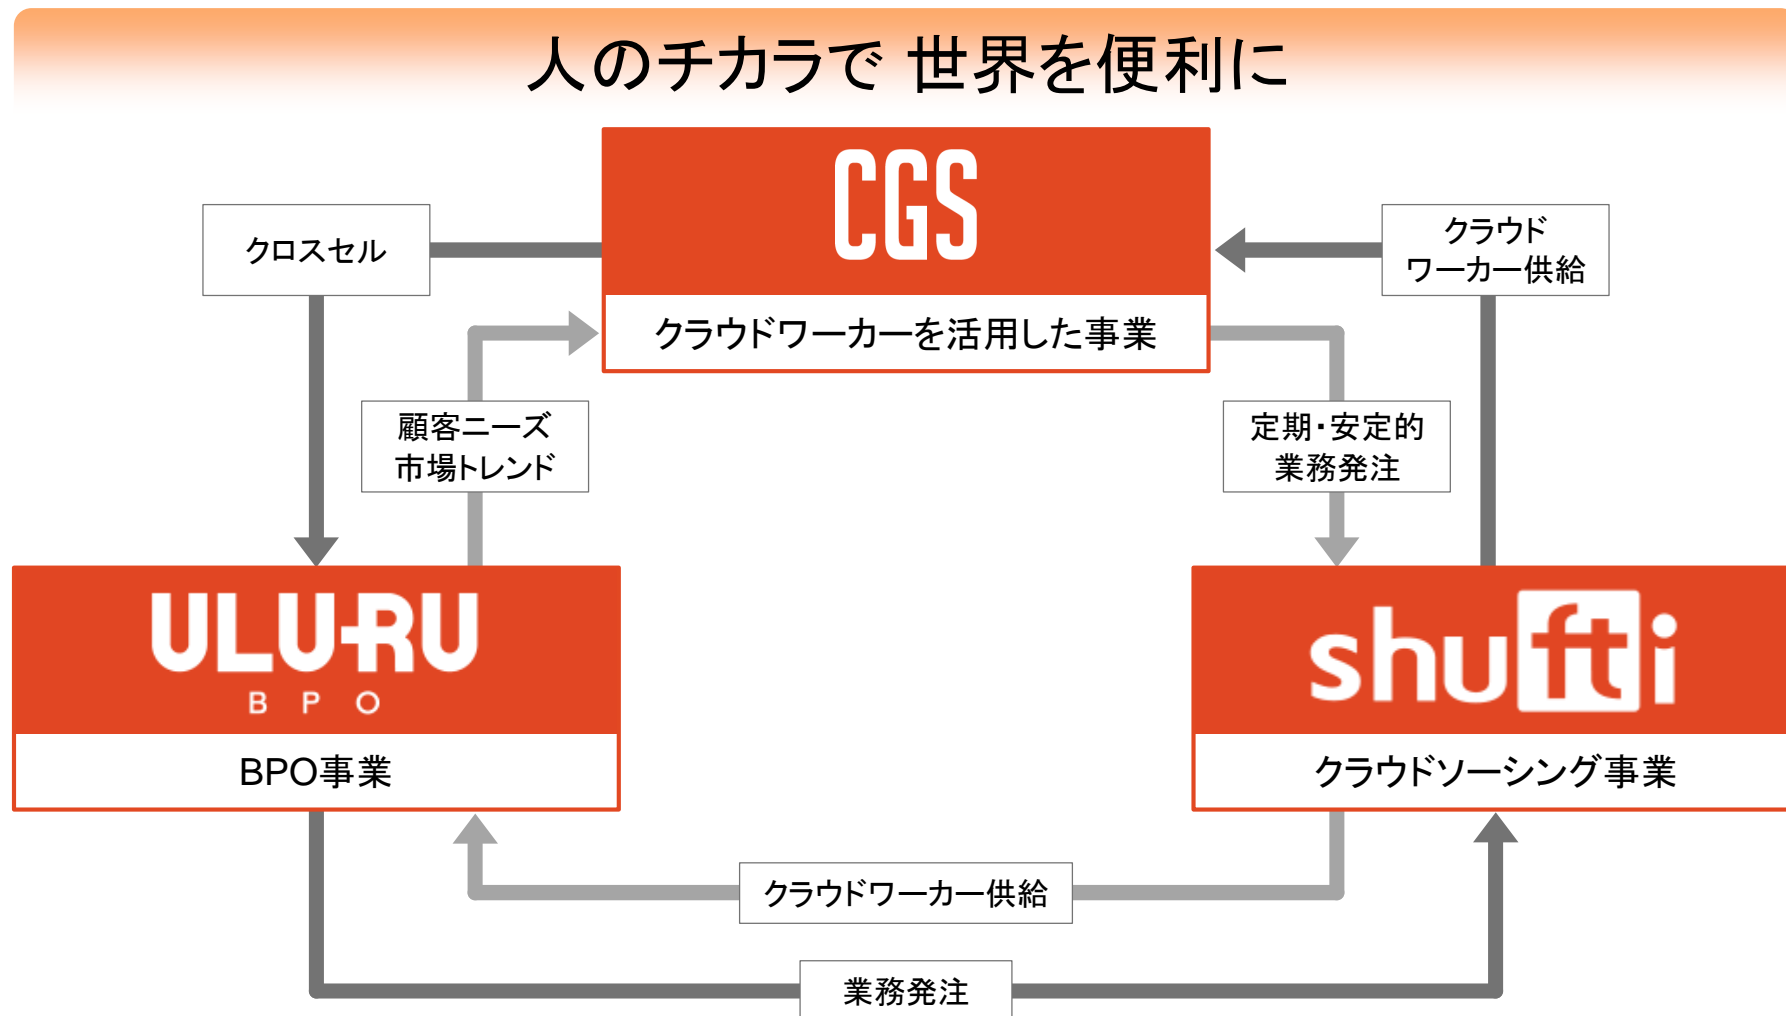 人のチカラで 世界を便利に
CGS
クラウドワーカーを活用した事業
クロスセル
クラウド
ワーカー供給
顧客ニーズ
市場トレンド
定期・安定的
業務発注
ULURU
BPO
BPO事業
shufti
クラウドソーシング事業
クラウドワーカー供給
業務発注